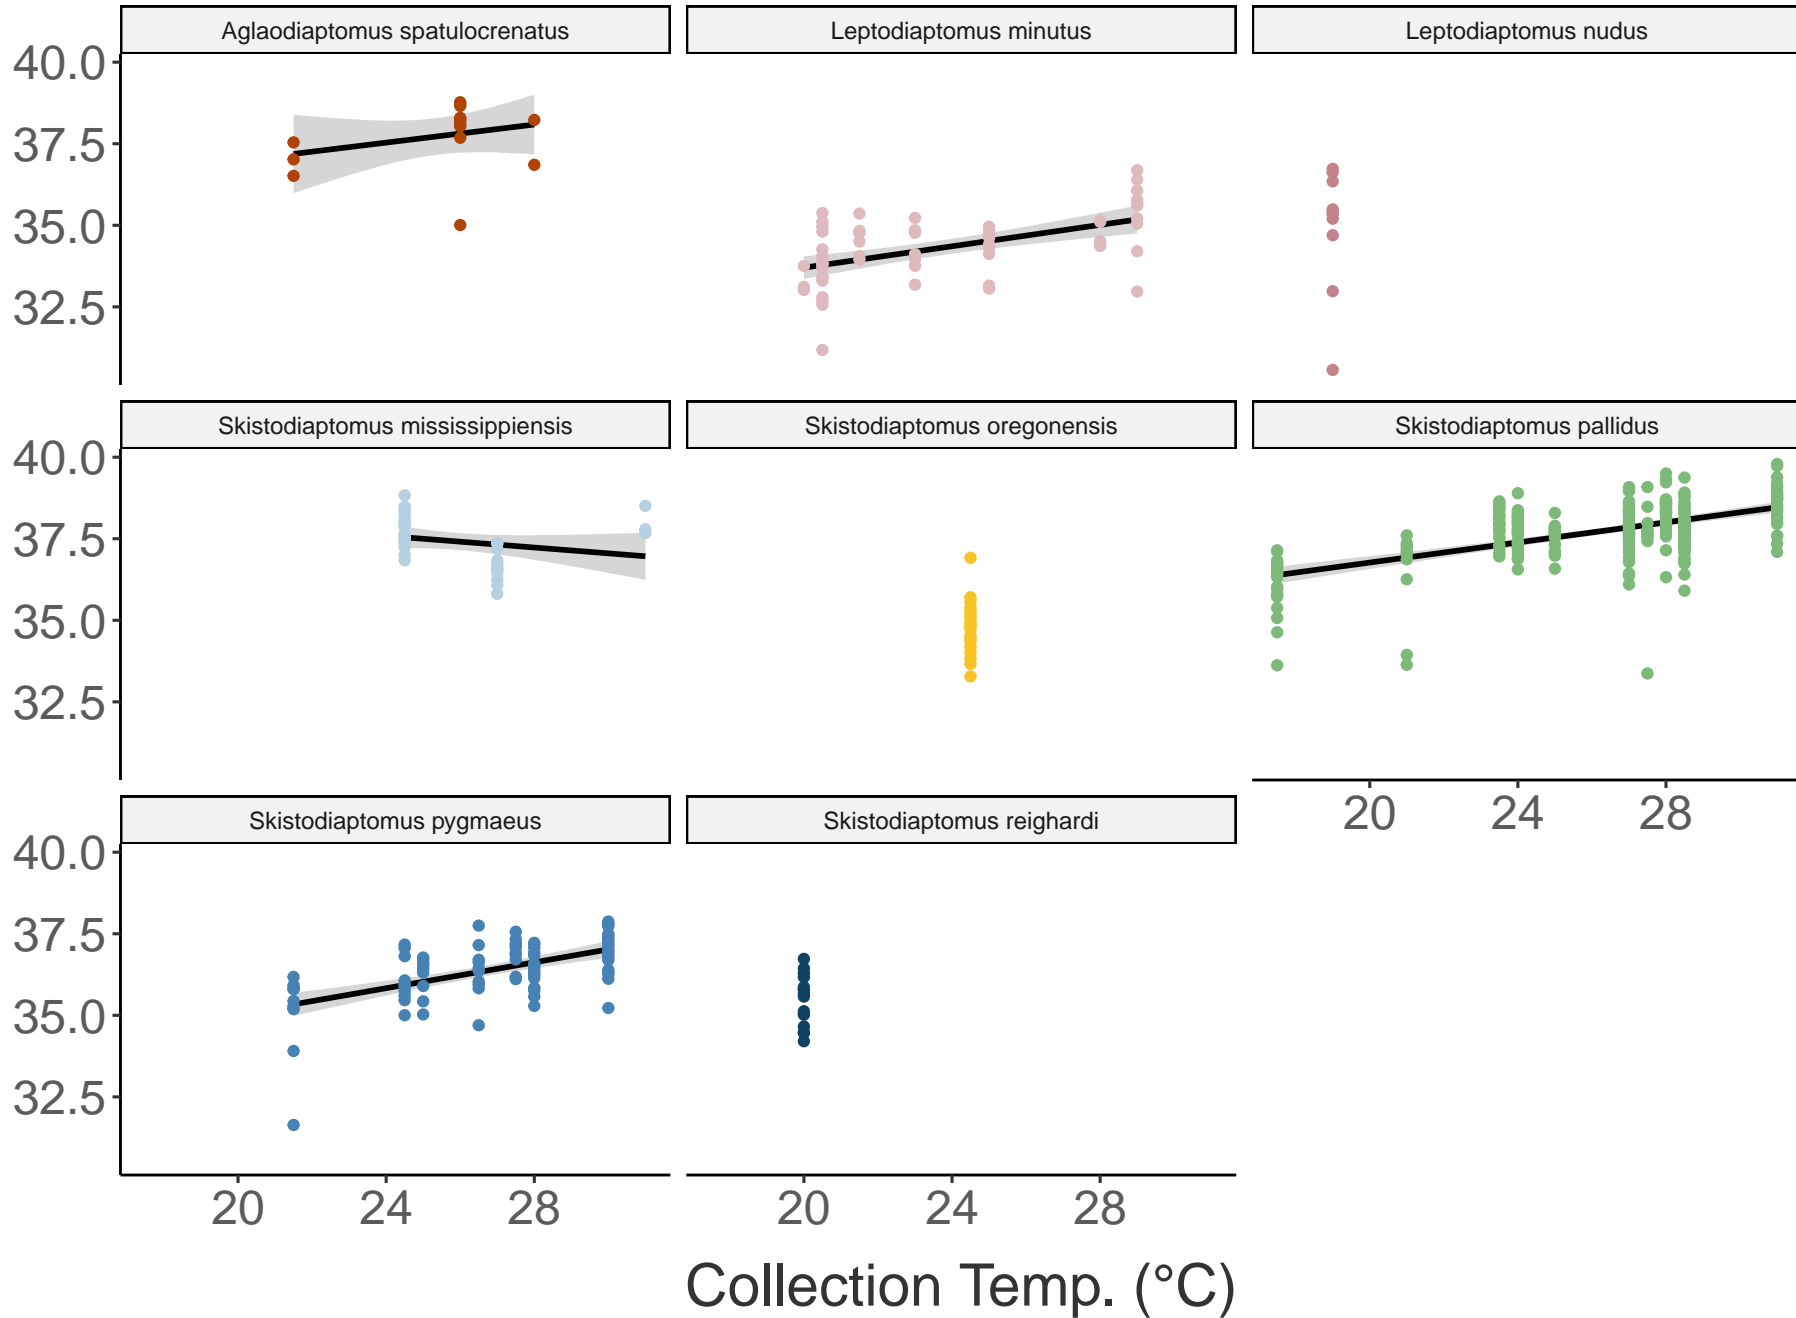 Aglaodiaptomus spatulocrenatus
Leptodiaptomus minutus
Leptodiaptomus nudus
40.0
37.5
35.0
32.5
Skistodiaptomus mississippiensis
Skistodiaptomus oregonensis
Skistodiaptomus pallidus
40.0
37.5
35.0
32.5
20 24 28
Skistodiaptomus pygmaeus
Skistodiaptomus reighardi
40.0
37.5
35.0
32.5
20 24 28
20 24 28
Collection Temp. (°C)